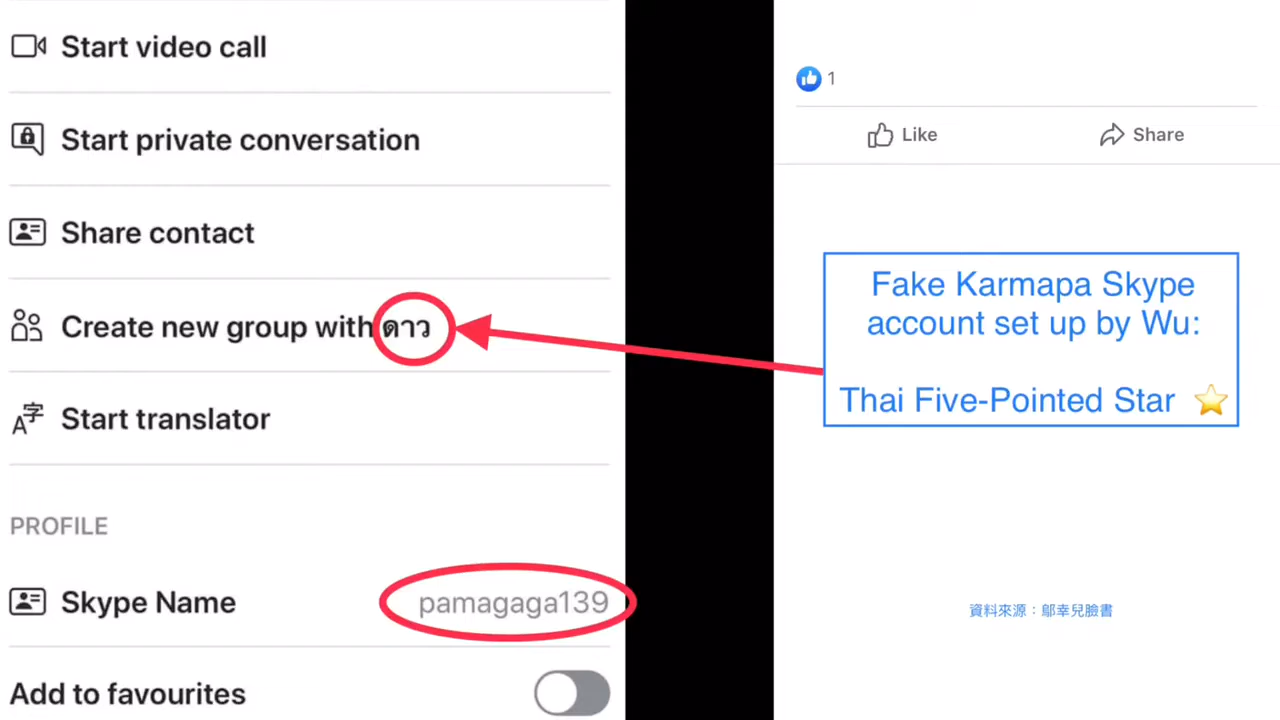 Start video call
Start private conversation
Share contact
Create new group with ดาว
Start translator
PROFILE
Skype Name
pamagaga139
Add to favourites
1
Like
Share
Fake Karmapa Skype
account set up by Wu:
Thai Five-Pointed Star ⭐
資料來源：鄔幸兒臉書